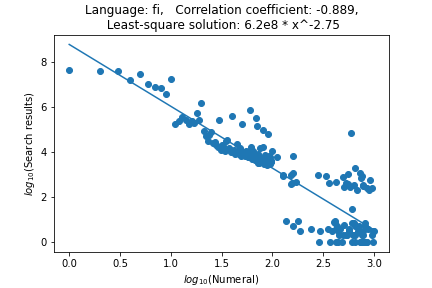 Language: fi, Correlation coefficient: -0.889,
Least-square solution: 6.2e8 * x^-2.75
log₁₀(Search results)
8
6
4
2
0
0.0 0.5 1.0 1.5 2.0 2.5 3.0
log₁₀(Numeral)